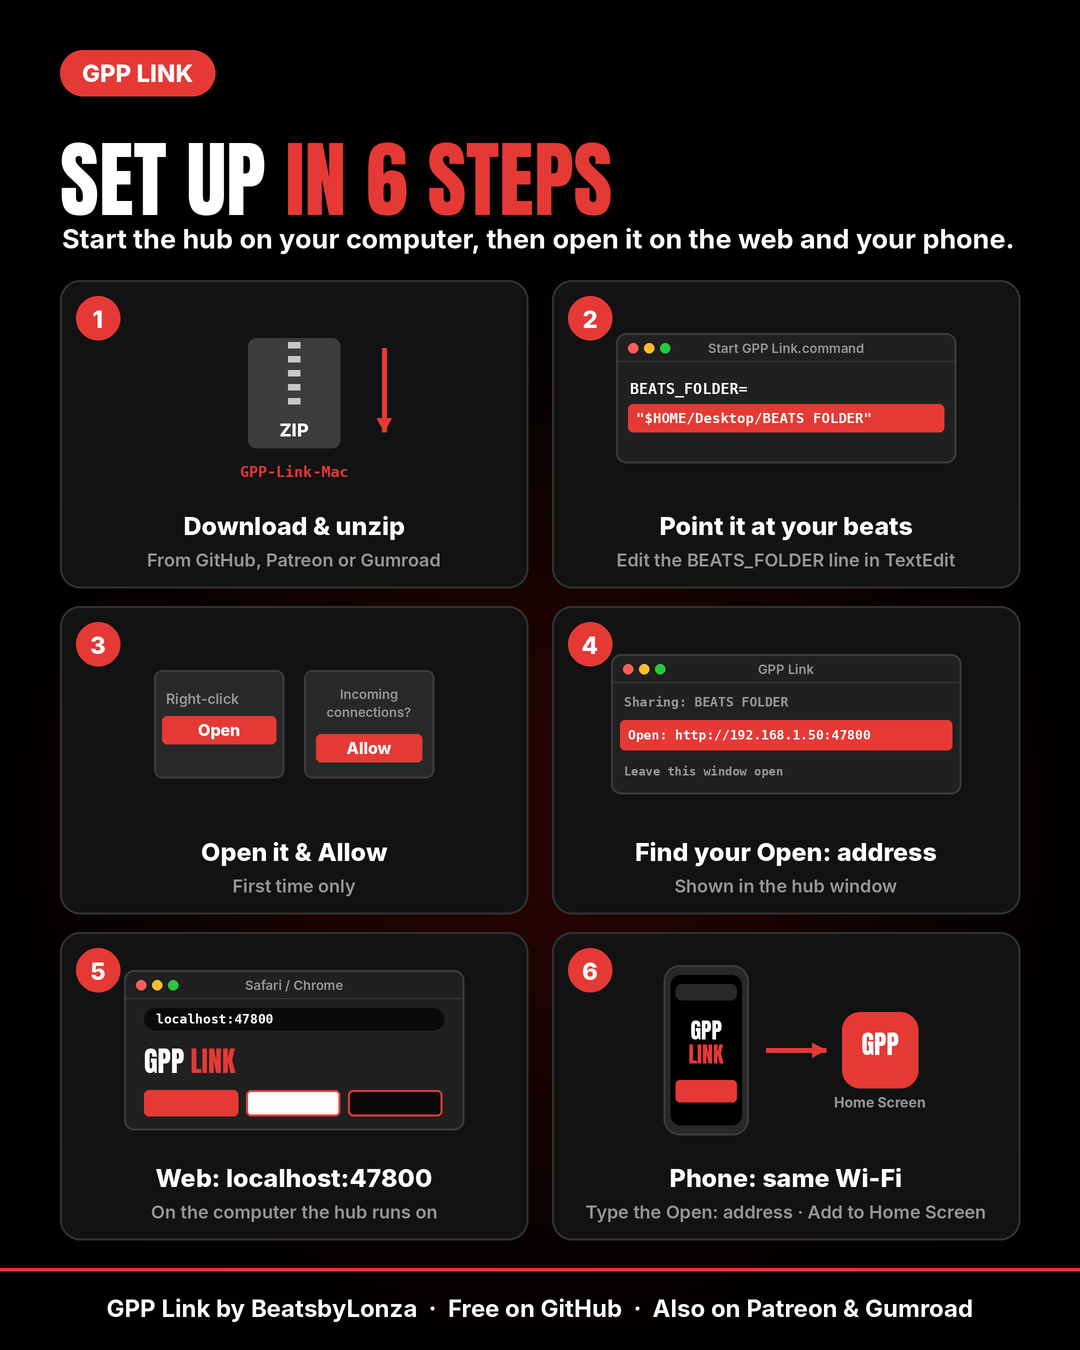 GPP LINK
SET UP IN 6 STEPS
Start the hub on your computer, then open it on the web and your phone.
1
ZIP
GPP-Link-Mac
Download & unzip
From GitHub, Patreon or Gumroad
2
Start GPP Link.command
BEATS_FOLDER=
"$HOME/Desktop/BEATS FOLDER"
Point it at your beats
Edit the BEATS_FOLDER line in TextEdit
3
Right-click
Open
Incoming
connections?
Allow
Open it & Allow
First time only
4
GPP Link
Sharing: BEATS FOLDER
Open: http://192.168.1.50:47800
Leave this window open
Find your Open: address
Shown in the hub window
5
Safari / Chrome
localhost:47800
GPP LINK
Web: localhost:47800
On the computer the hub runs on
6
GPP
LINK
GPP
Home Screen
Phone: same Wi-Fi
Type the Open: address · Add to Home Screen
GPP Link by BeatsbyLonza · Free on GitHub · Also on Patreon & Gumroad